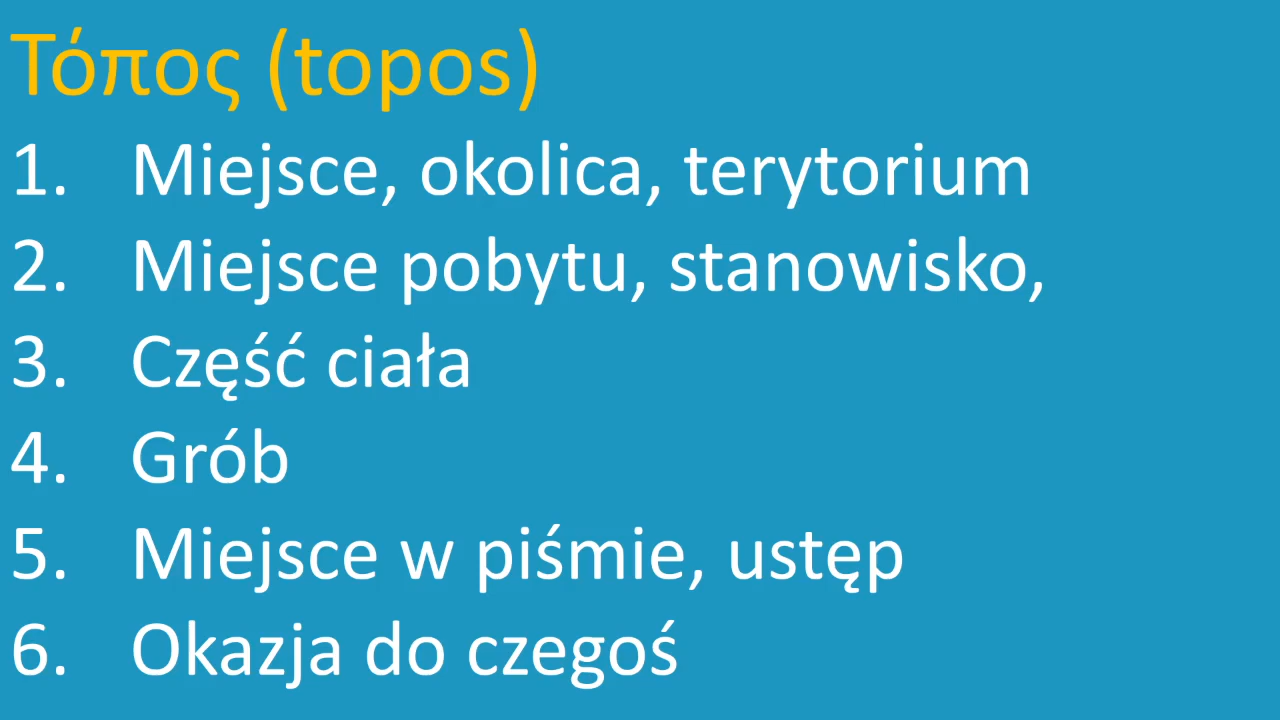 Τόπος (topos)
1. Miejsce, okolica, terytorium
2. Miejsce pobytu, stanowisko,
3. Część ciała
4. Grób
5. Miejsce w piśmie, ustęp
6. Okazja do czegoś